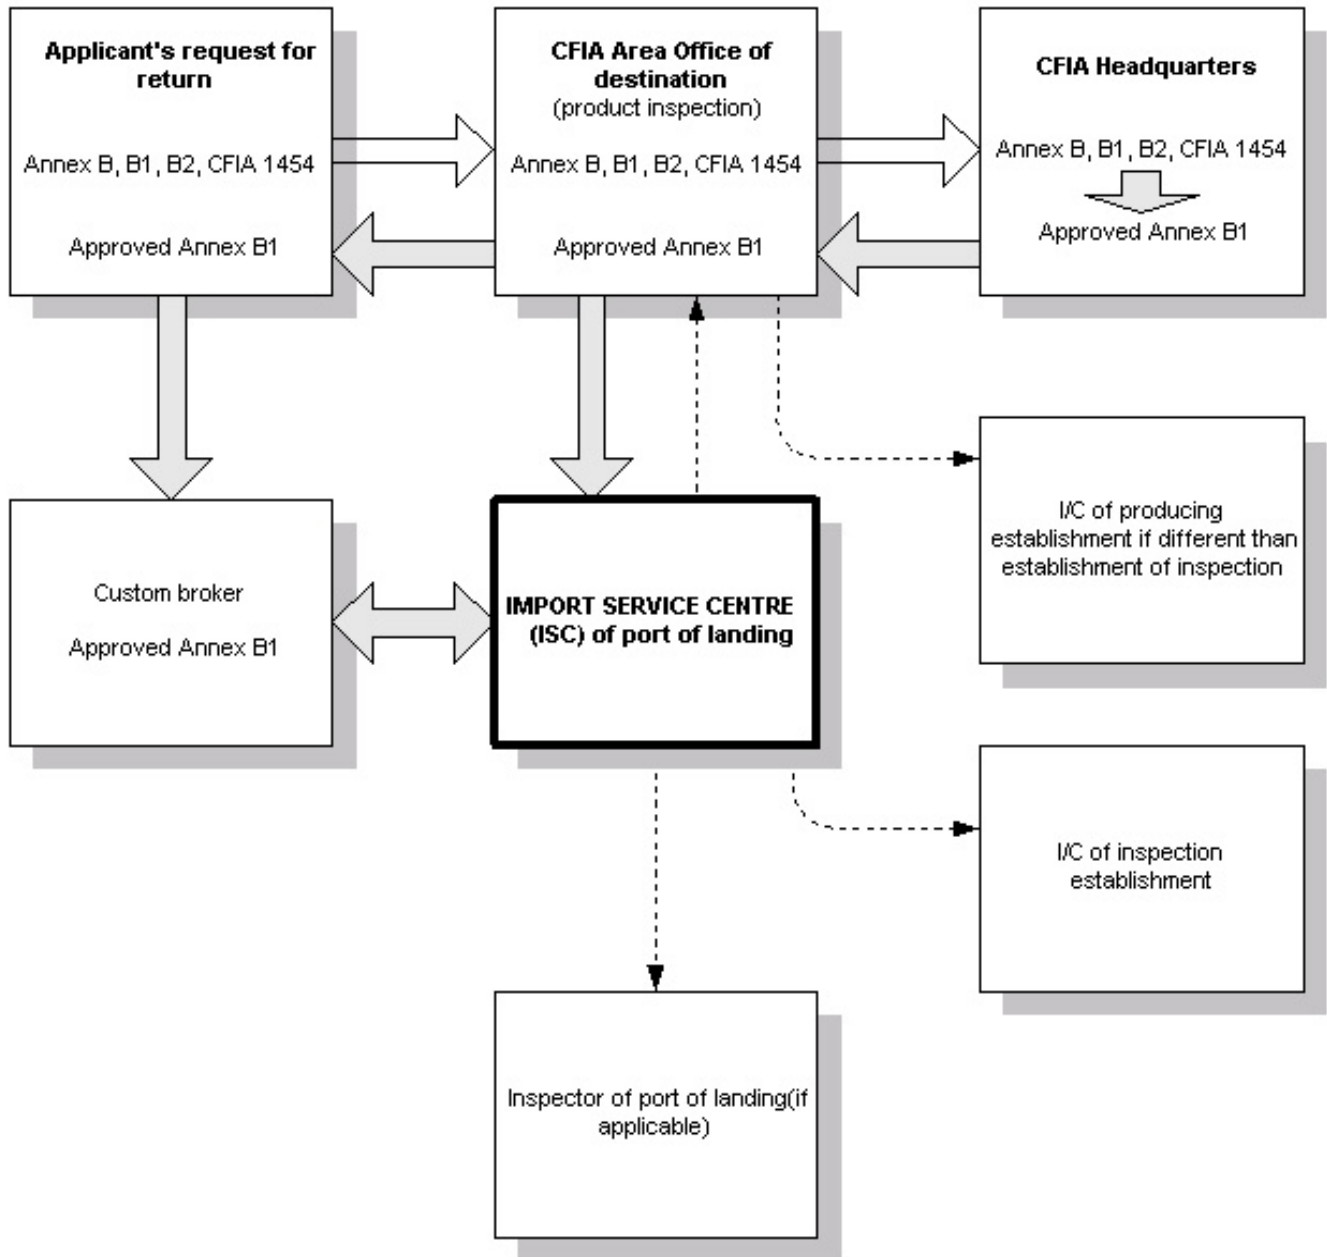 Applicant's request for
return
Annex B, B1, B2, CFIA 1454
Approved Annex B1
CFIA Area Office of
destination
(product inspection)
Annex B, B1, B2, CFIA 1454
Approved Annex B1
CFIA Headquarters
Annex B, B1, B2, CFIA 1454
Approved Annex B1
Custom broker
Approved Annex B1
IMPORT SERVICE CENTRE
(ISC) of port of landing
I/C of producing
establishment if different than
establishment of inspection
I/C of inspection
establishment
Inspector of port of landing(if
applicable)